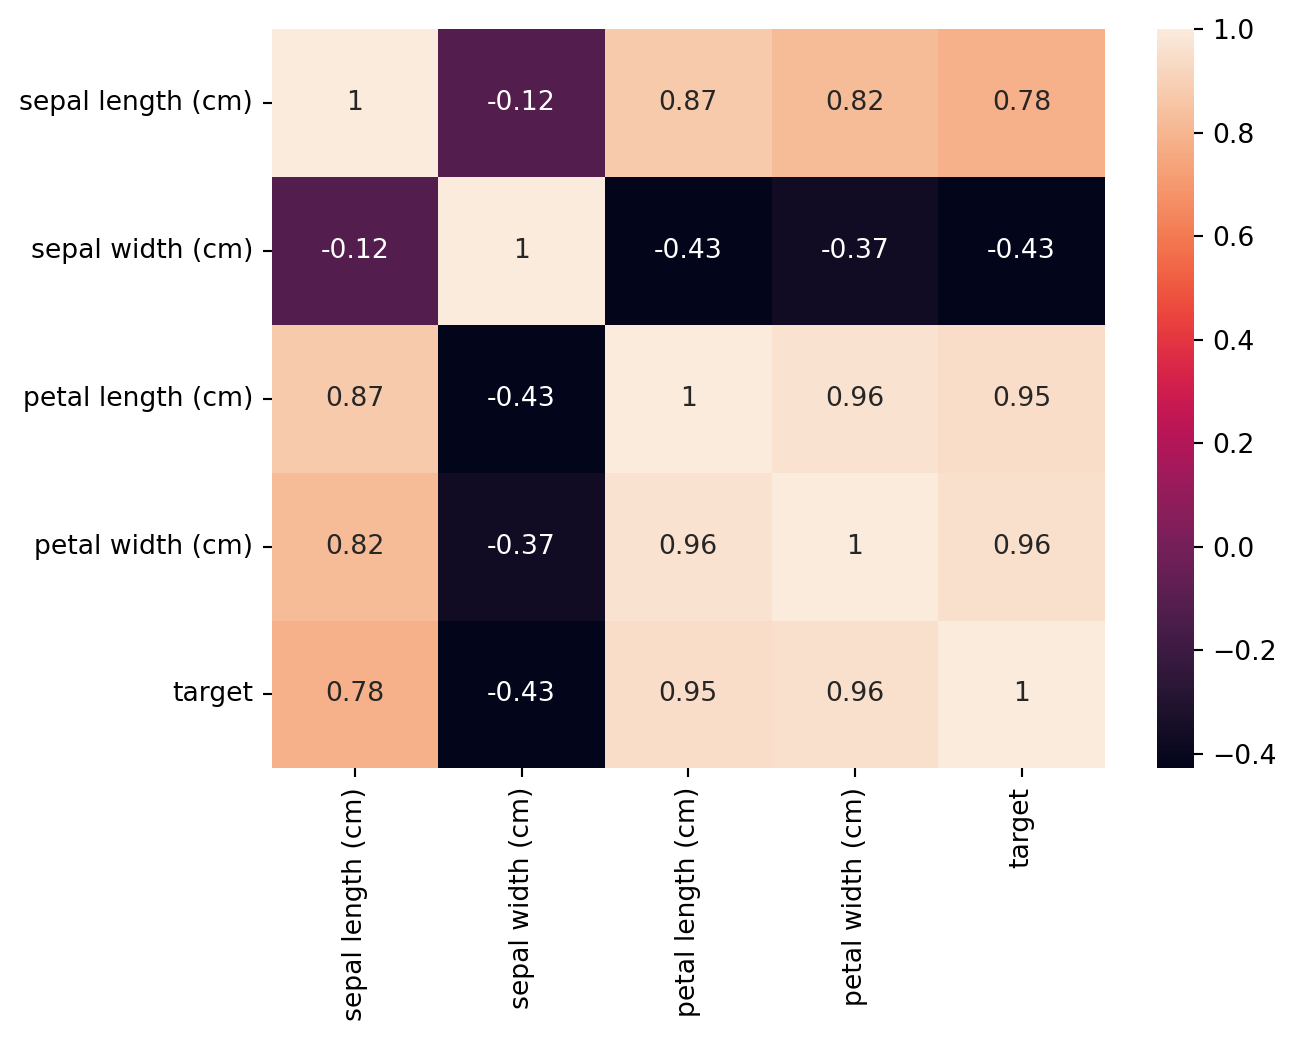 sepal length (cm) 1 -0.12 0.87 0.82 0.78
sepal width (cm) -0.12 1 -0.43 -0.37 -0.43
petal length (cm) 0.87 -0.43 1 0.96 0.95
petal width (cm) 0.82 -0.37 0.96 1 0.96
target 0.78 -0.43 0.95 0.96 1
sepal length (cm)
sepal width (cm)
petal length (cm)
petal width (cm)
target
1.0
0.8
0.6
0.4
0.2
0.0
−0.2
−0.4